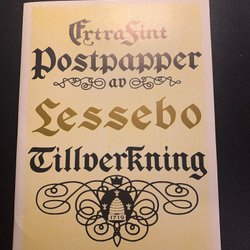 Extra Fint
Postpapper
av
Lessebo
Tillverkning
1719